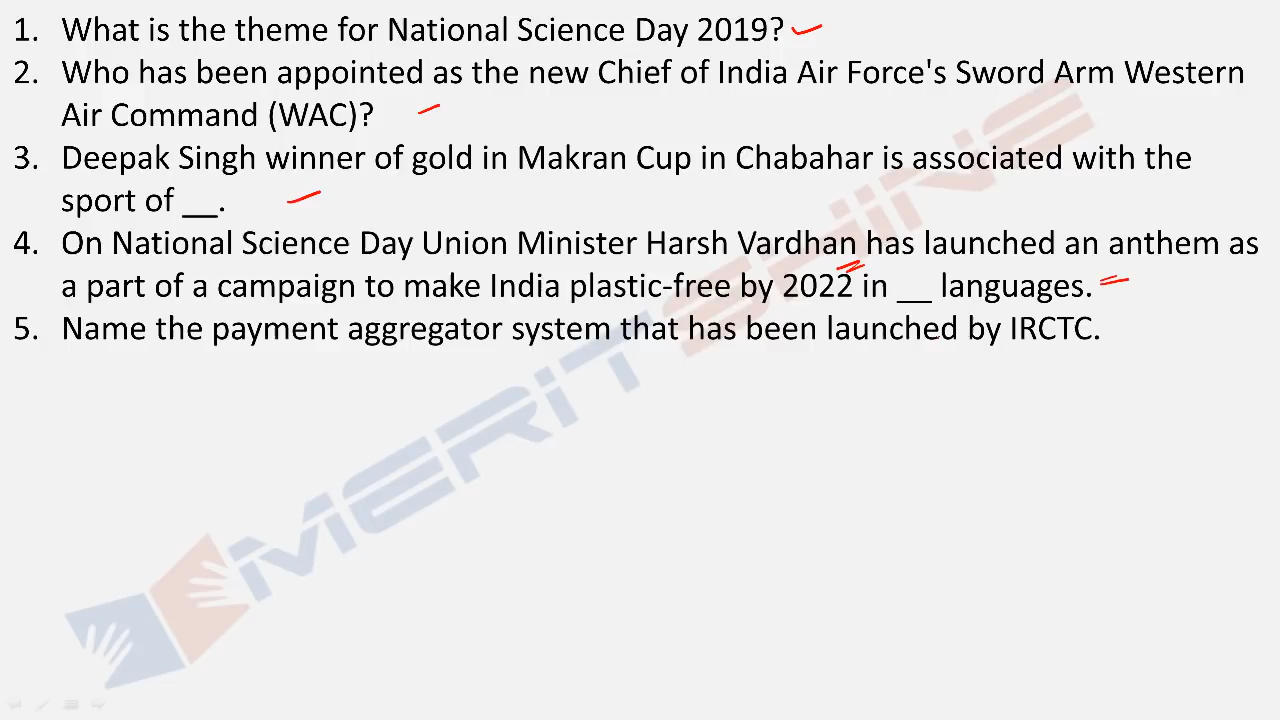 1. What is the theme for National Science Day 2019?
2. Who has been appointed as the new Chief of India Air Force's Sword Arm Western
Air Command (WAC)?
3. Deepak Singh winner of gold in Makran Cup in Chabahar is associated with the
sport of __.
4. On National Science Day Union Minister Harsh Vardhan has launched an anthem as
a part of a campaign to make India plastic-free by 2022 in __ languages.
5. Name the payment aggregator system that has been launched by IRCTC.
MERiT SHiNE